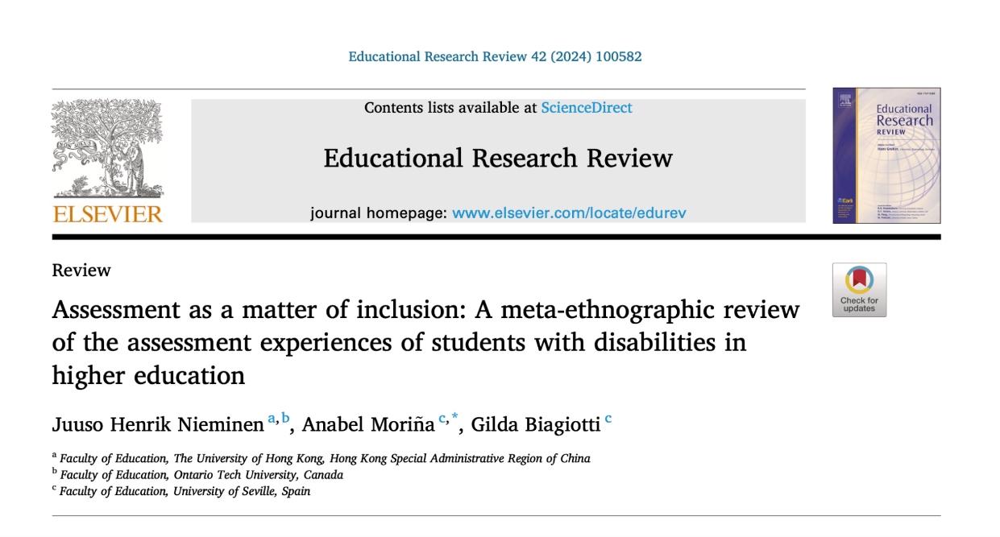 Educational Research Review 42 (2024) 100582
Contents lists available at ScienceDirect
Educational Research Review
journal homepage: www.elsevier.com/locate/edurev
NON SOLUS
ELSEVIER
Educational
Research
REVIEW
Earli
Review
Assessment as a matter of inclusion: A meta-ethnographic review
of the assessment experiences of students with disabilities in
higher education
Check for
updates
Juuso Henrik Nieminen a,b, Anabel Moriña c,*, Gilda Biagiotti c
a Faculty of Education, The University of Hong Kong, Hong Kong Special Administrative Region of China
b Faculty of Education, Ontario Tech University, Canada
c Faculty of Education, University of Seville, Spain